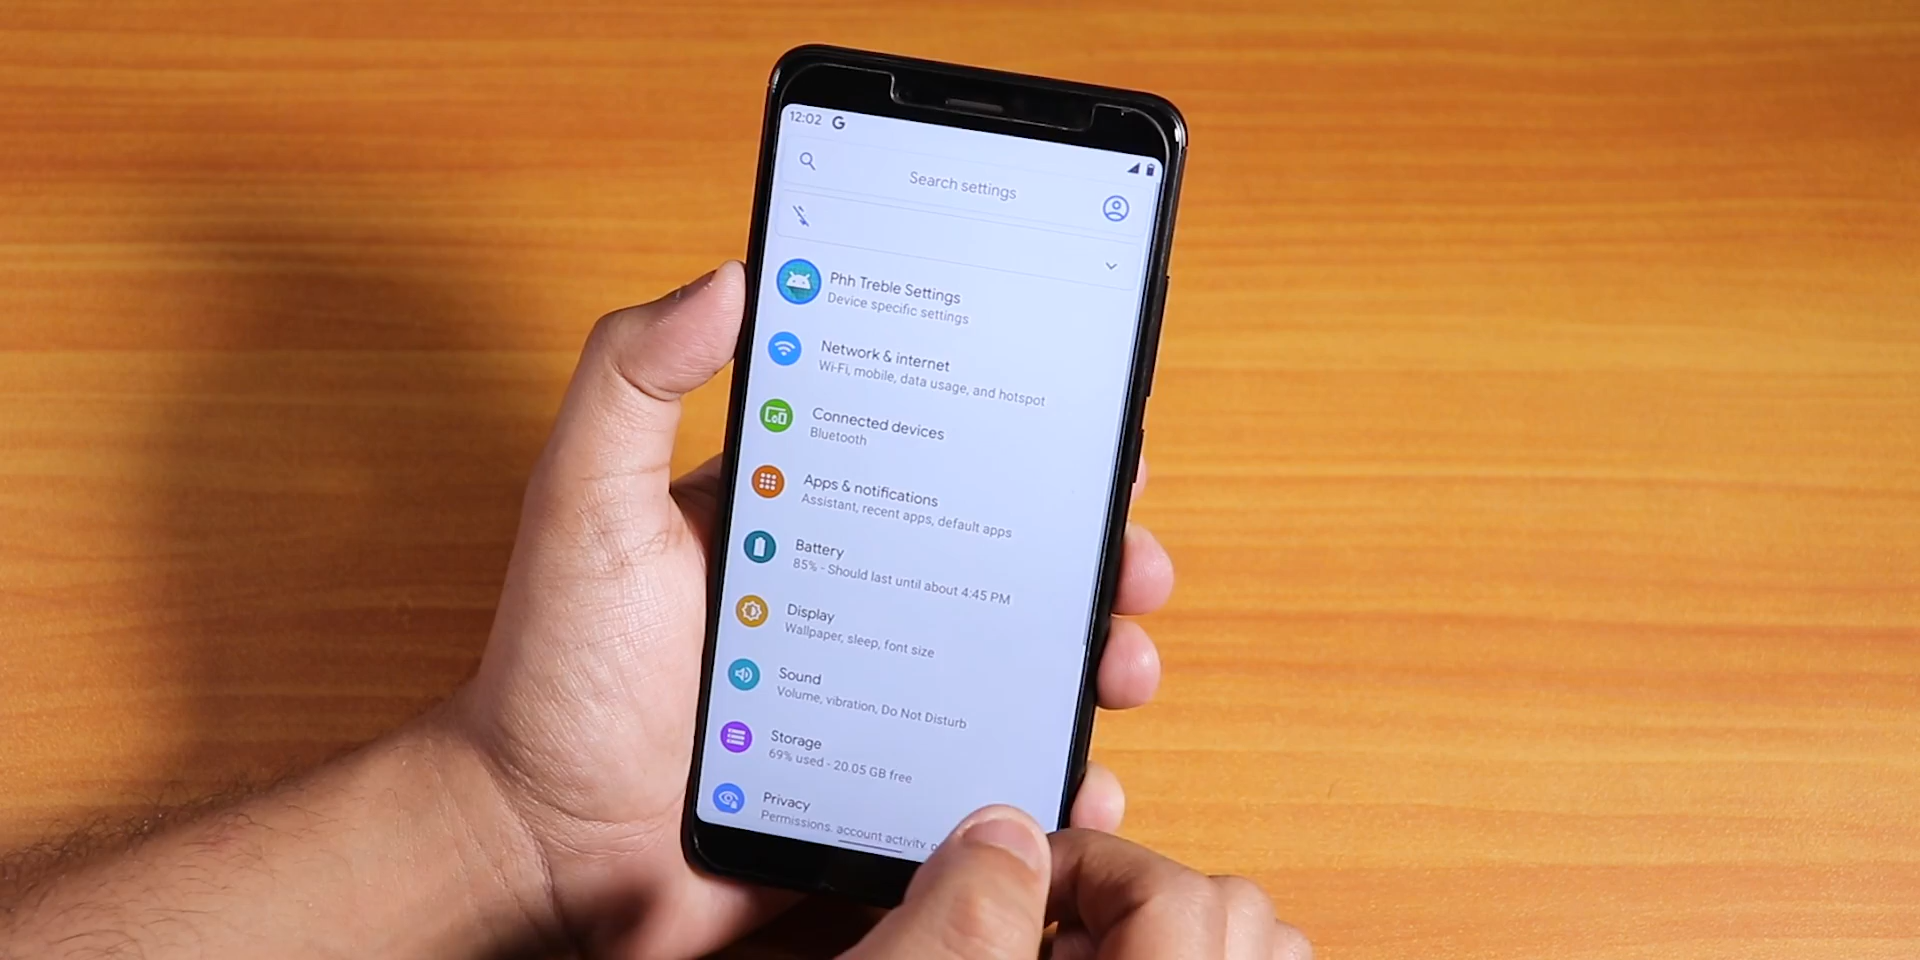 12:02 G
Search settings
Phh Treble Settings
Device specific settings
Network & internet
Wi-Fi, mobile, data usage, and hotspot
Connected devices
Bluetooth
Apps & notifications
Assistant, recent apps, default apps
Battery
85% - Should last until about 4:45 PM
Display
Wallpaper, sleep, font size
Sound
Volume, vibration, Do Not Disturb
Storage
69% used - 20.05 GB free
Privacy
Permissions, account activity,